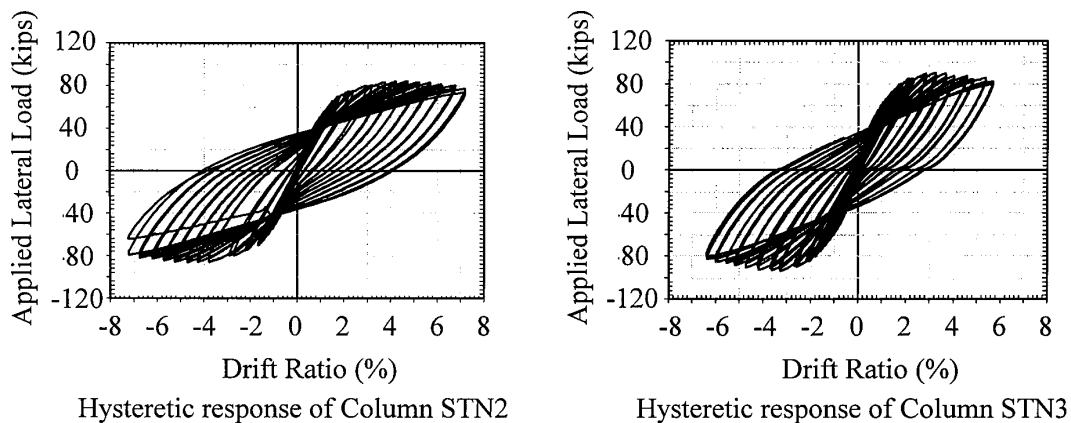 Applied Lateral Load (kips)
120
80
40
0
-40
-80
-120
-8 -6 -4 -2 0 2 4 6 8
Drift Ratio (%)
Hysteretic response of Column STN2
Applied Lateral Load (kips)
120
80
40
0
-40
-80
-120
-8 -6 -4 -2 0 2 4 6 8
Drift Ratio (%)
Hysteretic response of Column STN3